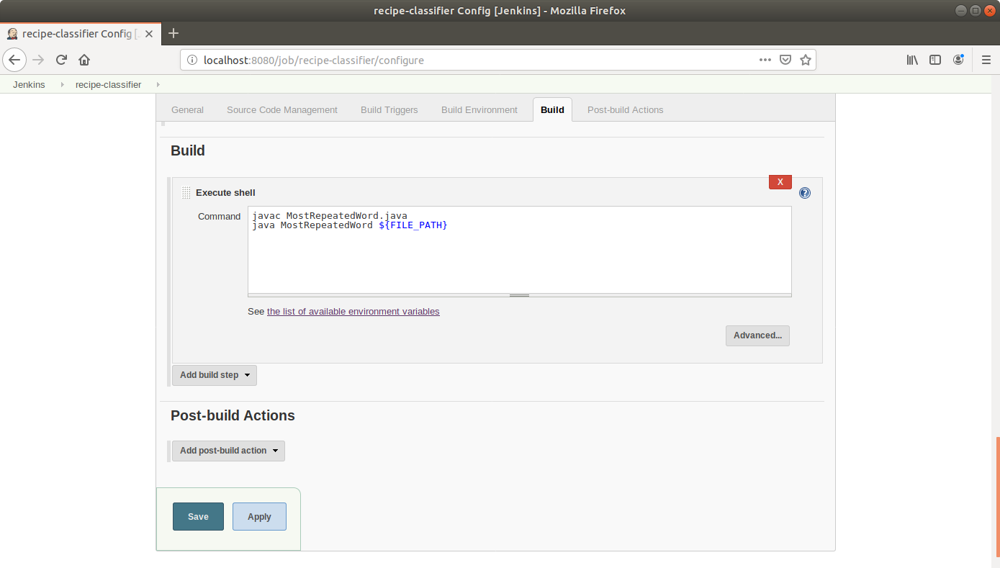 recipe-classifier Config [Jenkins] - Mozilla Firefox
recipe-classifier Config [
localhost:8080/job/recipe-classifier/configure
Jenkins recipe-classifier
General Source Code Management Build Triggers Build Environment Build Post-build Actions
Build
X
Execute shell
?
Command
javac MostRepeatedWord.java
java MostRepeatedWord ${FILE_PATH}
See the list of available environment variables
Advanced...
Add build step
Post-build Actions
Add post-build action
Save Apply